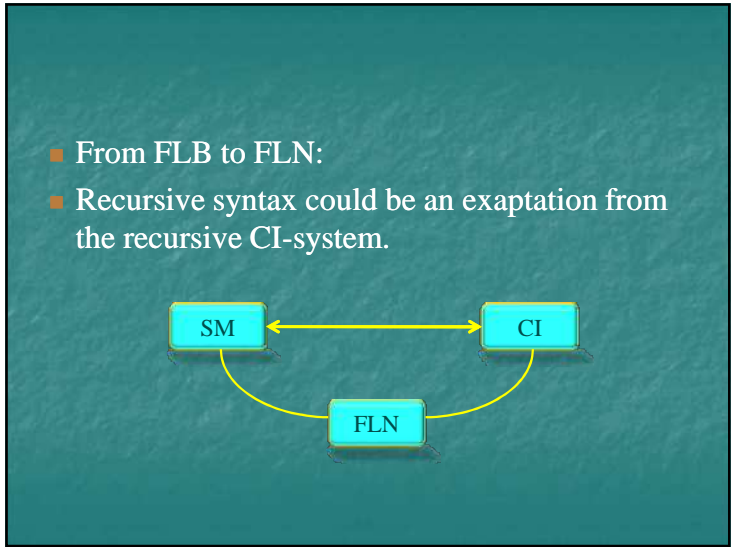 From FLB to FLN:
Recursive syntax could be an exaptation from
the recursive CI-system.
SM
CI
FLN